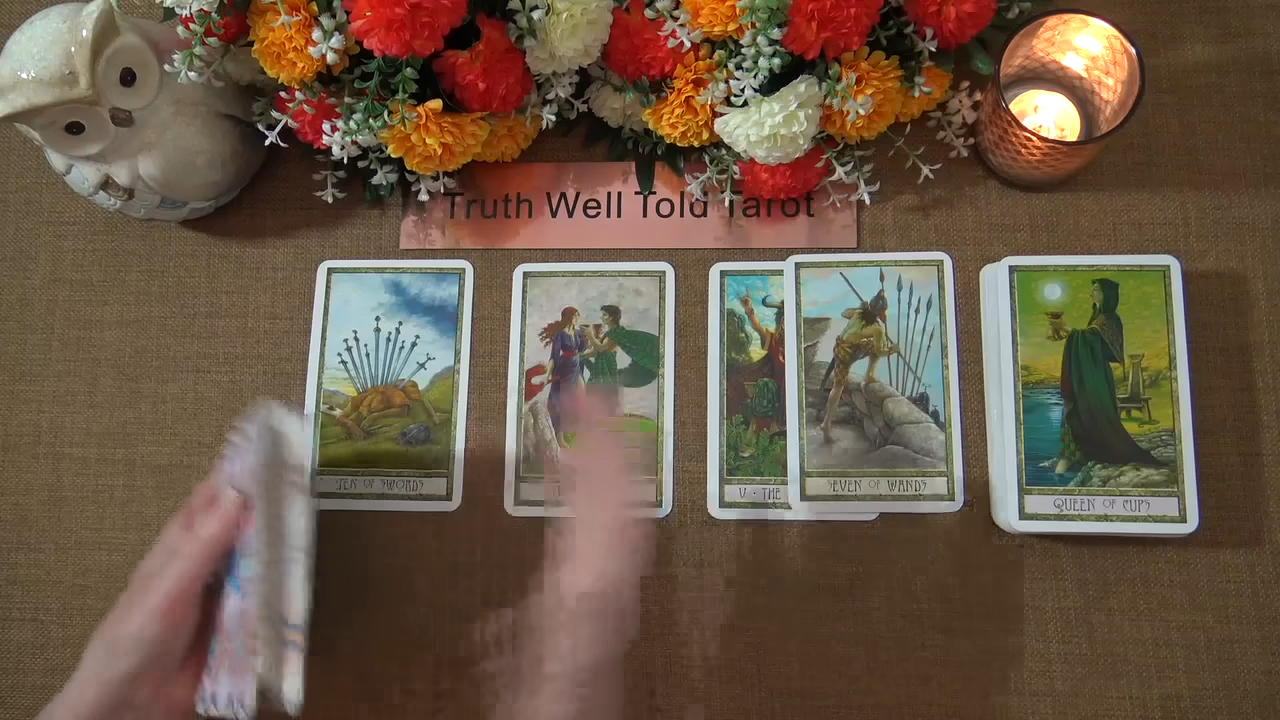 Truth Well Told Tarot
TEN OF SWORDS
V • THE
SEVEN OF WANDS
QUEEN OF CUPS